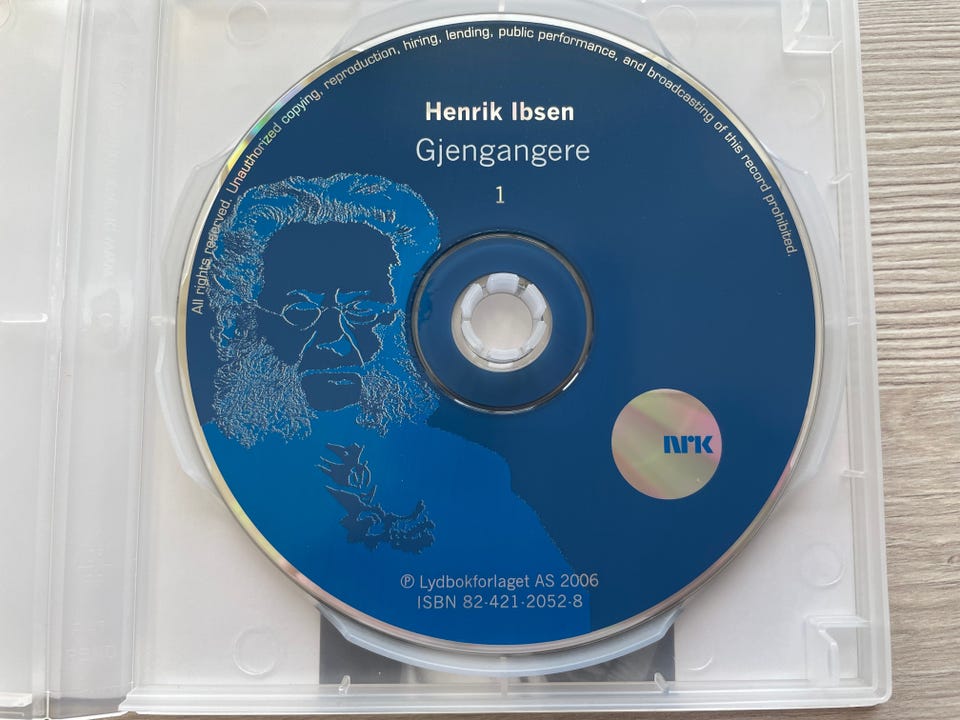 All rights reserved. Unauthorized copying, reproduction, hiring, lending, public performance, and broadcasting of this record prohibited.
Henrik Ibsen
Gjengangere
1
nrk
℗ Lydbokforlaget AS 2006
ISBN 82-421-2052-8